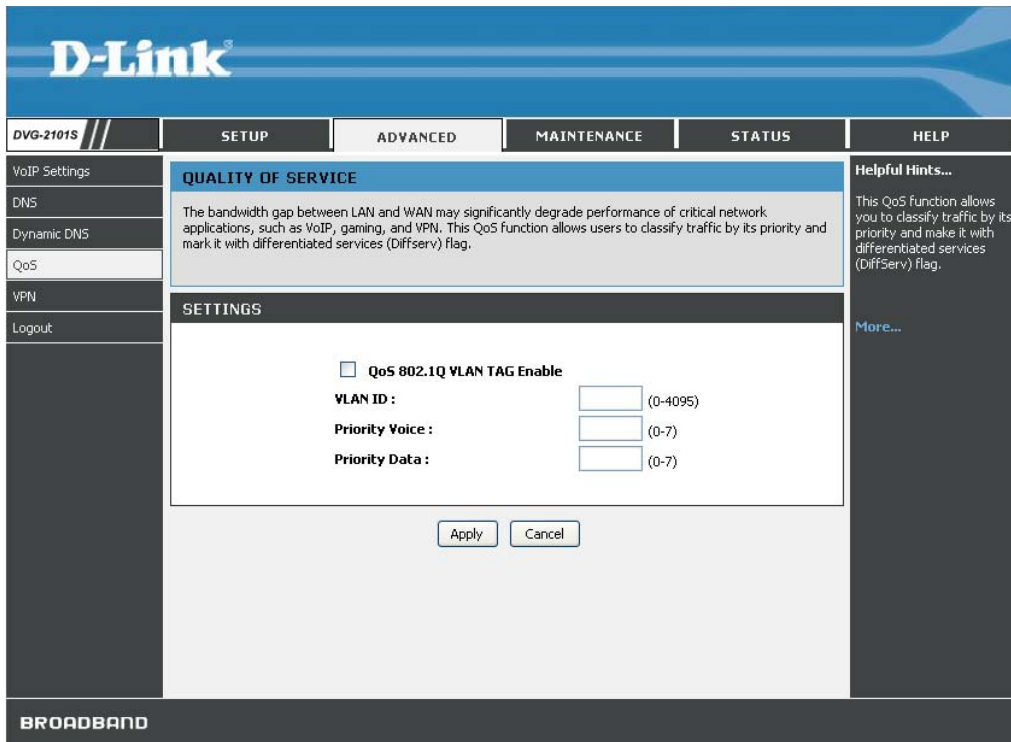 D-Link
DVG-2101S
SETUP
ADVANCED
MAINTENANCE
STATUS
HELP
VoIP Settings
DNS
Dynamic DNS
QoS
VPN
Logout
QUALITY OF SERVICE
The bandwidth gap between LAN and WAN may significantly degrade performance of critical network
applications, such as VoIP, gaming, and VPN. This QoS function allows users to classify traffic by its priority and
mark it with differentiated services (Diffserv) flag.
SETTINGS
QoS 802.1Q VLAN TAG Enable
VLAN ID : (0-4095)
Priority Voice : (0-7)
Priority Data : (0-7)
Apply
Cancel
Helpful Hints...
This QoS function allows
you to classify traffic by its
priority and make it with
differentiated services
(DiffServ) flag.
More...
BROADBAND